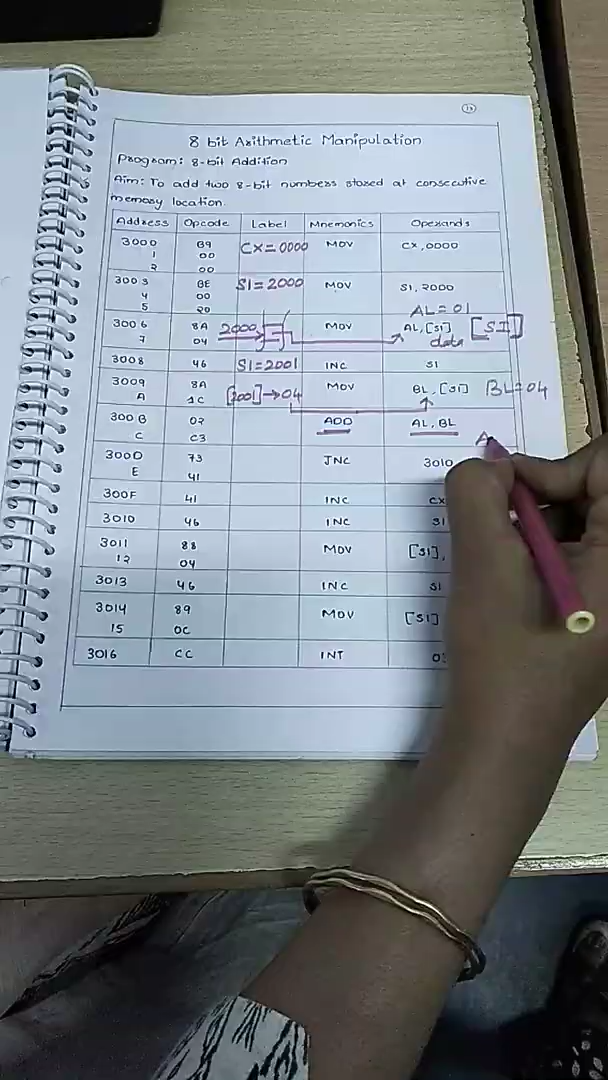 12
8 bit Arithmetic Manipulation
Program: 8-bit Addition
Aim: To add two 8-bit numbers stored at consecutive
memory location.
Address Opcode Label Mnemonics Operands
3000 B9 CX=0000 MOV CX,0000
1 00
2 00
3003 BE SI=2000 MOV SI,2000
4 00
5 20
AL=01
3006 8A 2000 MOV AL,[SI] [SI]
7 04 data
3008 46 SI=2001 INC SI
3009 8A [2001]→04 MOV BL,[SI] BL=04
A 1C
300B 02 ADD AL,BL
C C3
A
300D 73 JNC 3010
E 41
300F 41 INC CX
3010 46 INC SI
3011 88 MOV [SI],
12 04
3013 46 INC SI
3014 89 MOV [SI]
15 0C
3016 CC INT